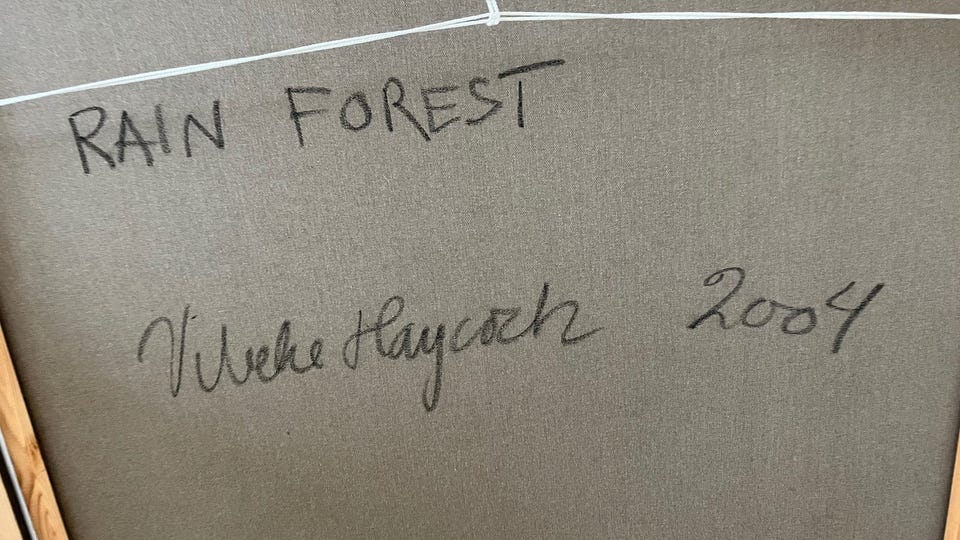 RAIN FOREST
Vibeke Haycock 2004